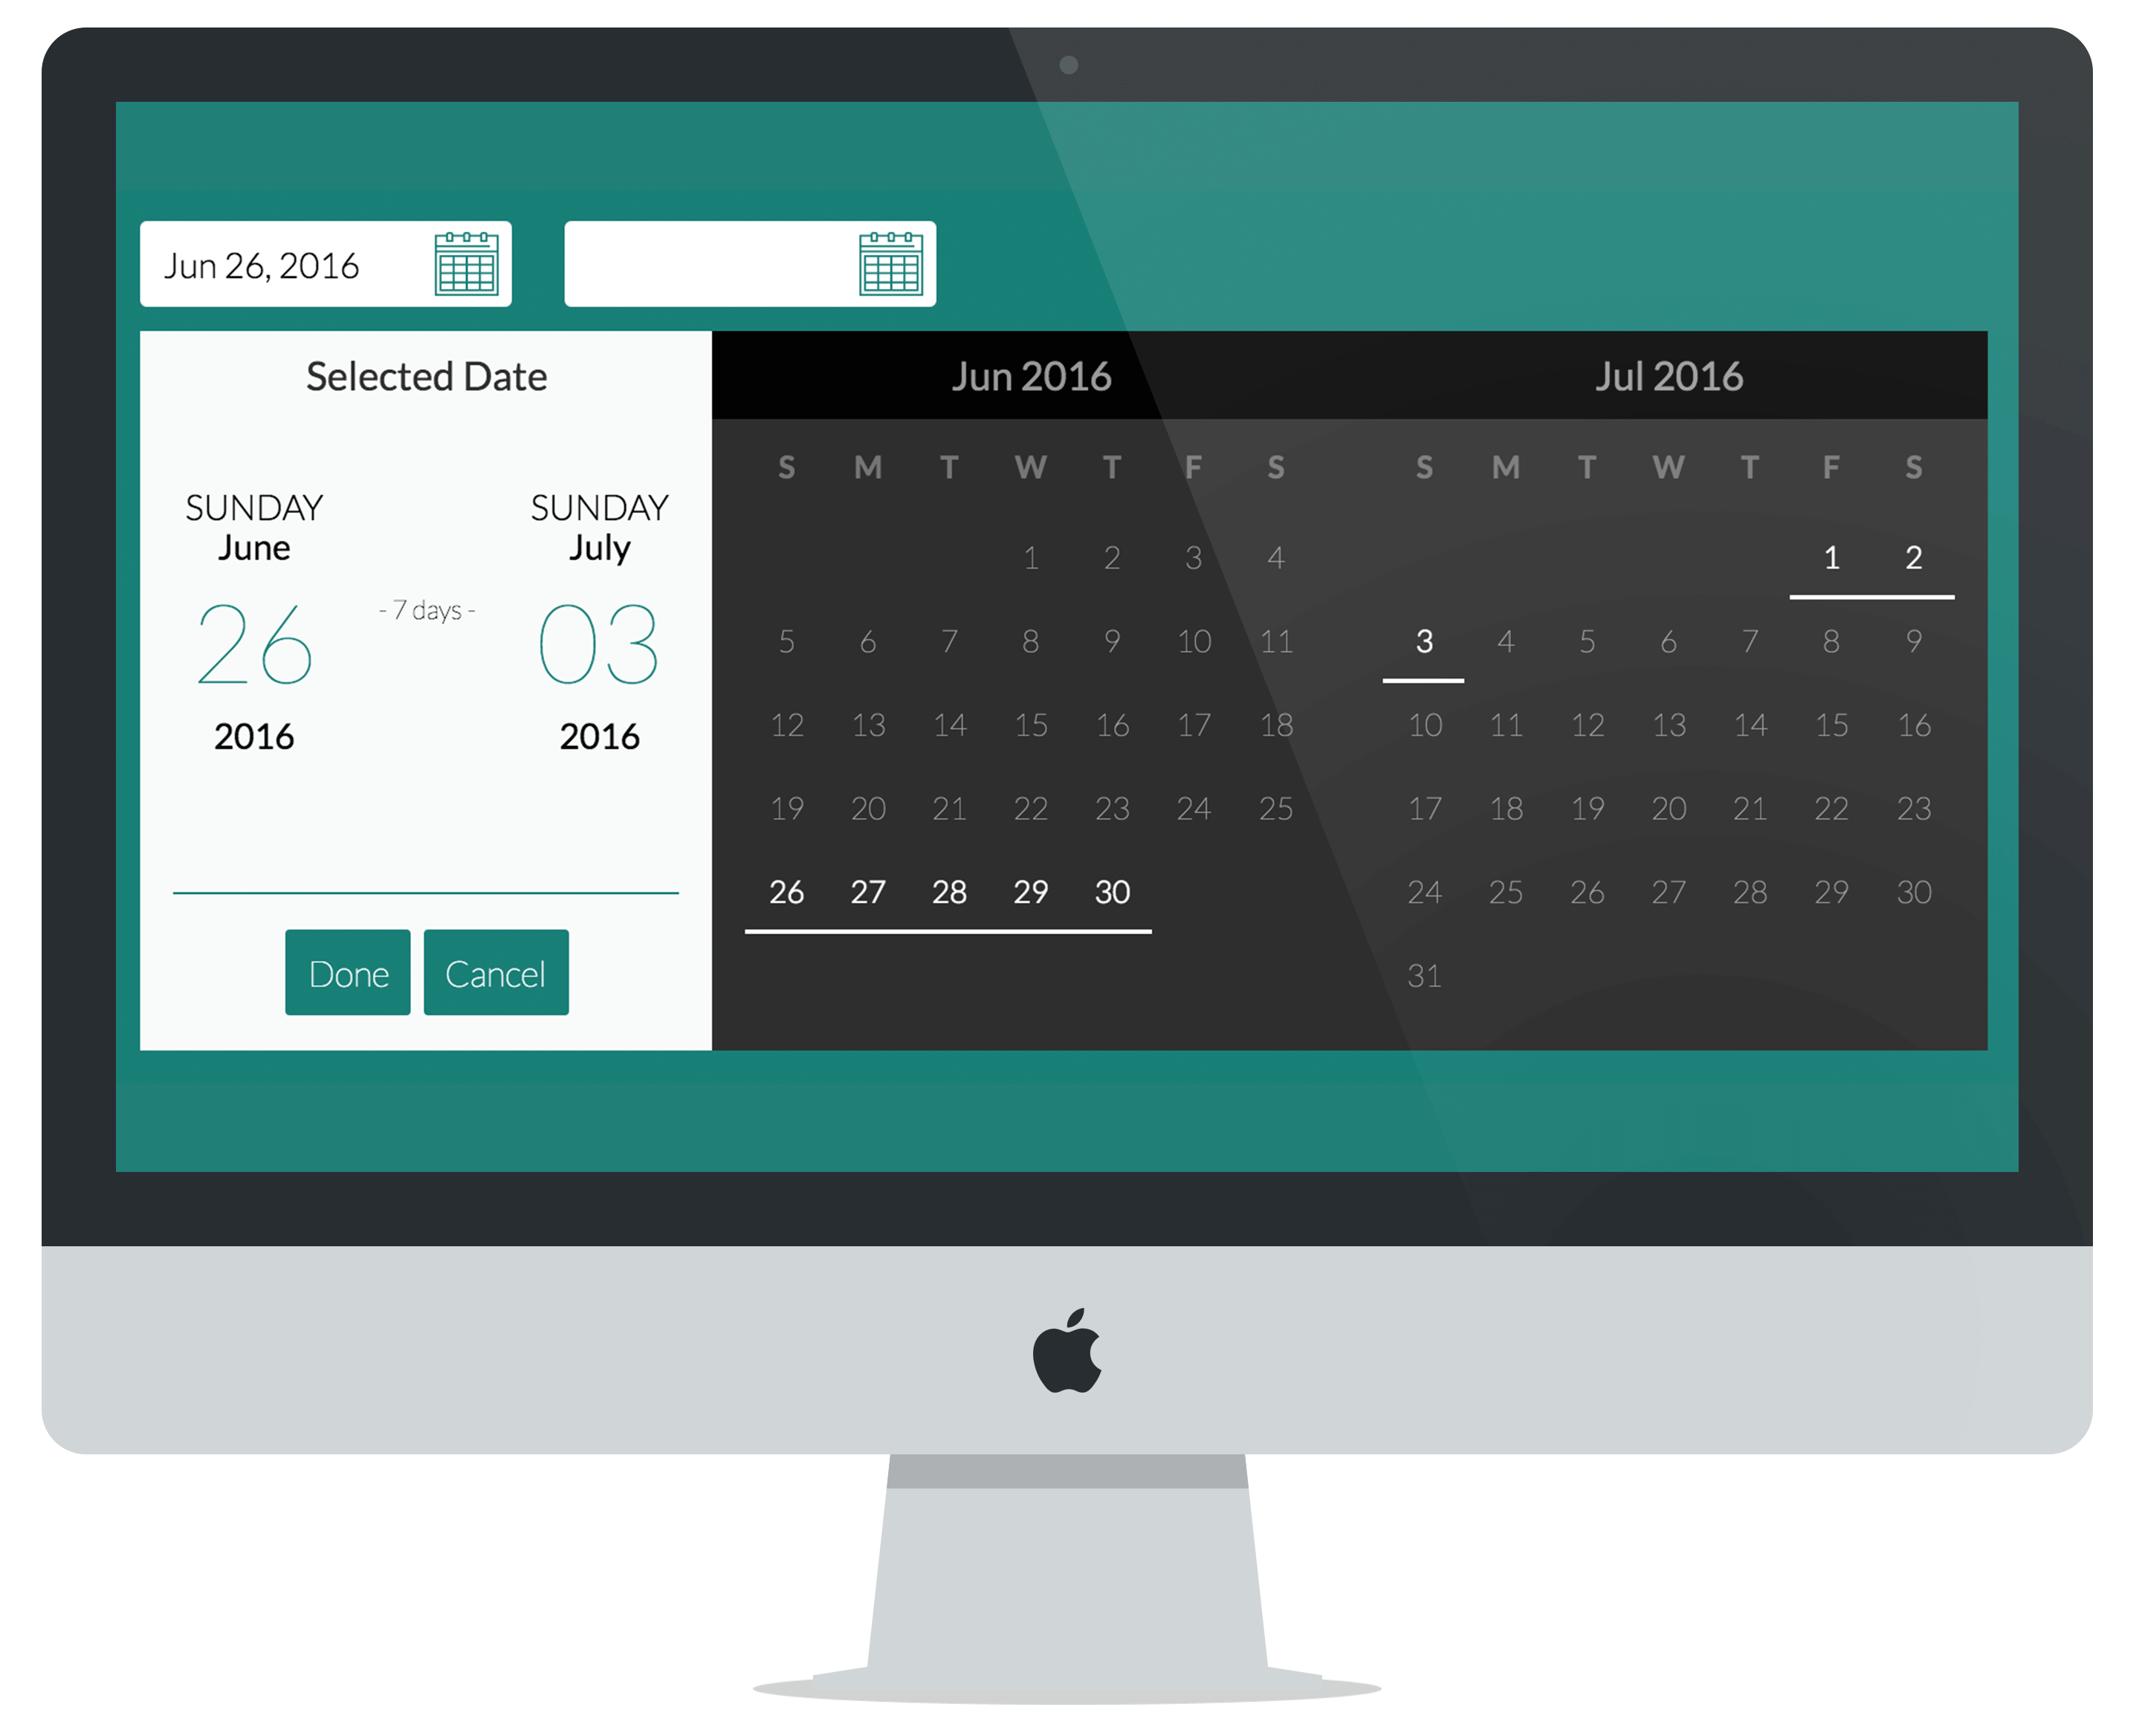 Jun 26, 2016
Selected Date
SUNDAY
June
26
2016
- 7 days -
SUNDAY
July
03
2016
Done
Cancel
Jun 2016
S M T W T F S
1 2 3 4
5 6 7 8 9 10 11
12 13 14 15 16 17 18
19 20 21 22 23 24 25
26 27 28 29 30
Jul 2016
S M T W T F S
1 2
3 4 5 6 7 8 9
10 11 12 13 14 15 16
17 18 19 20 21 22 23
24 25 26 27 28 29 30
31